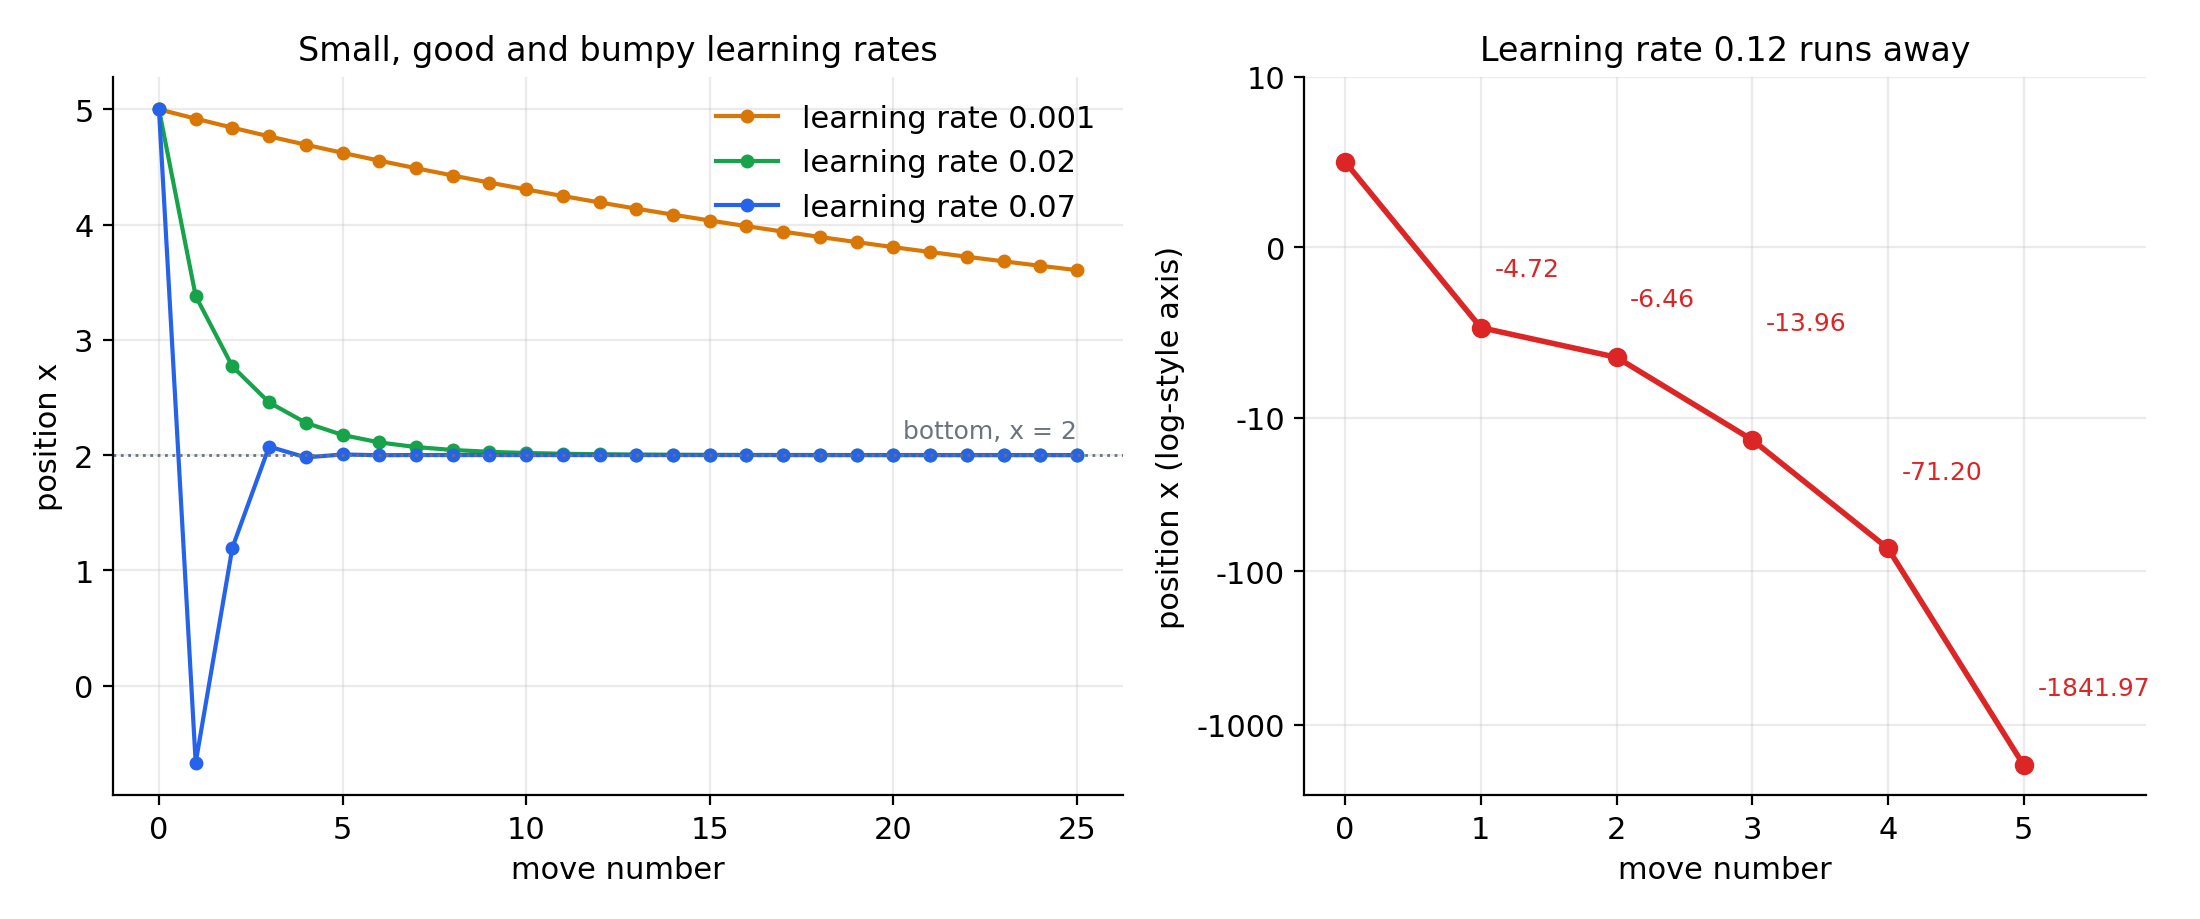 Small, good and bumpy learning rates
learning rate 0.001
learning rate 0.02
learning rate 0.07
bottom, x = 2
position x
5
4
3
2
1
0
0 5 10 15 20 25
move number
Learning rate 0.12 runs away
position x (log-style axis)
10
0
-10
-100
-1000
-4.72
-6.46
-13.96
-71.20
-1841.97
0 1 2 3 4 5
move number